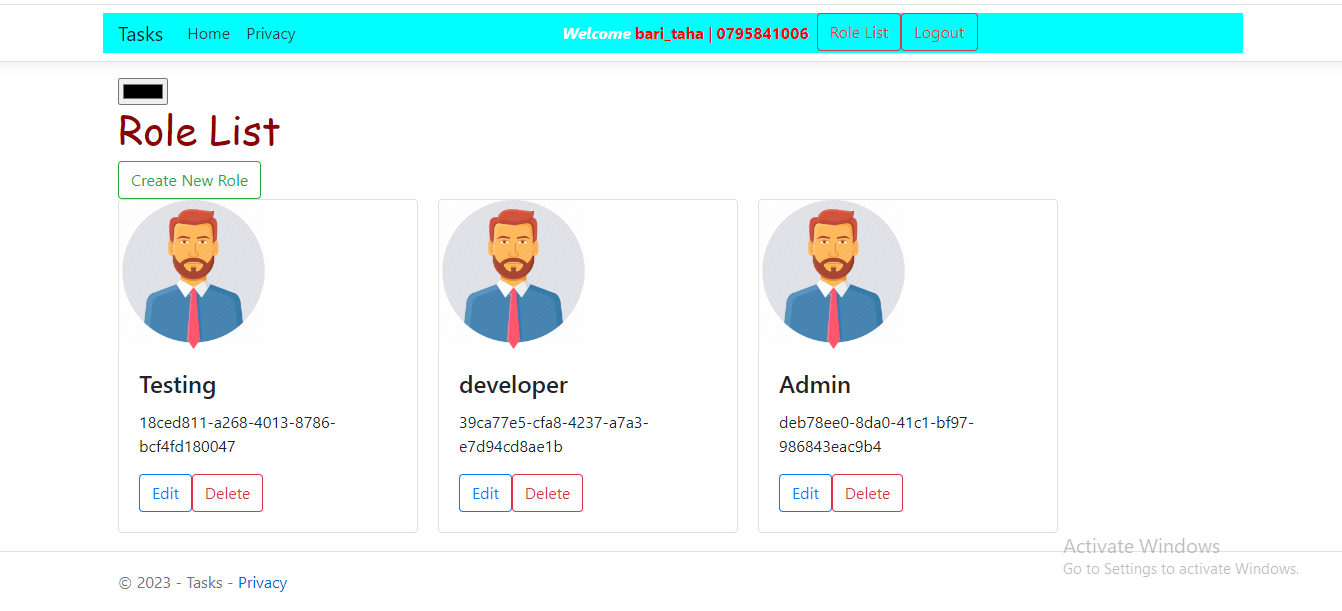 Tasks Home Privacy Welcome bari_taha | 0795841006 Role List Logout
Role List
Create New Role
Testing
18ced811-a268-4013-8786-
bcf4fd180047
Edit Delete
developer
39ca77e5-cfa8-4237-a7a3-
e7d94cd8ae1b
Edit Delete
Admin
deb78ee0-8da0-41c1-bf97-
986843eac9b4
Edit Delete
Activate Windows
Go to Settings to activate Windows.
© 2023 - Tasks - Privacy